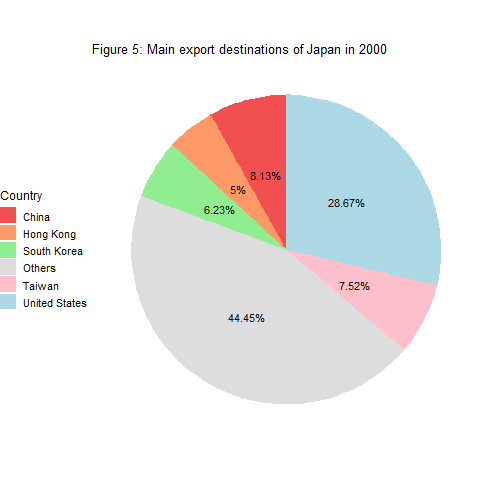 Figure 5: Main export destinations of Japan in 2000
8.13%
5%
28.67%
6.23%
7.52%
44.45%
Country
China
Hong Kong
South Korea
Others
Taiwan
United States